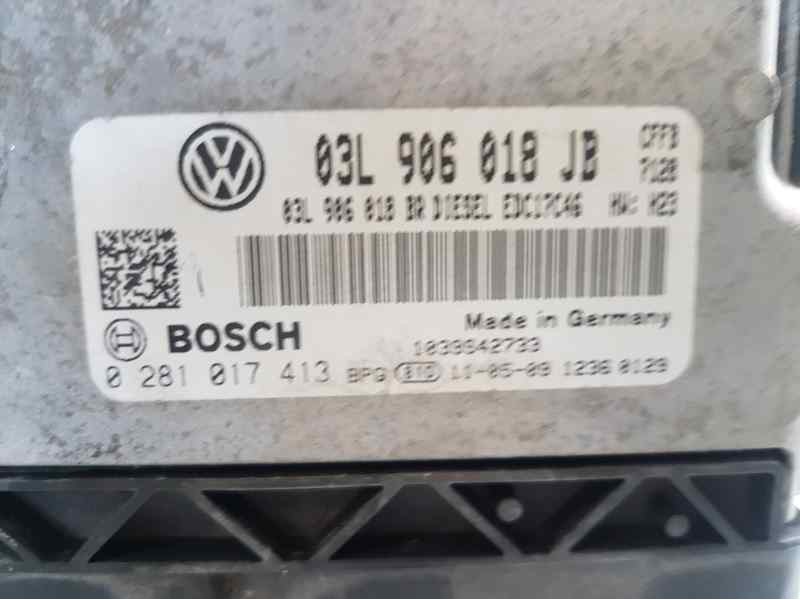 03L 906 018 JB CFFB
7128
03L 906 018 BR DIESEL EDC17C46 HW: H23
BOSCH Made in Germany
1039S42733
0 281 017 413 BPG 810 11-05-09 1236 0129